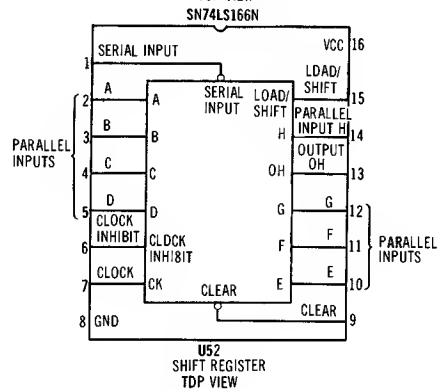 SN74LS166N
SERIAL INPUT
VCC 16
1
LDAD/
SHIFT
A
2
A
SERIAL
INPUT
LOAD/
SHIFT
15
PARALLEL
INPUT H
B
3
B
H
14
PARALLEL
INPUTS
OUTPUT
OH
C
4
C
OH
13
D
5
D
G
G
12
CLOCK
INHIBIT
6
CLDCK
INHI8IT
F
F
11
PARALLEL
INPUTS
CLOCK
7
CK
E
E
10
CLEAR
CLEAR
8 GND
9
U52
SHIFT REGISTER
TDP VIEW